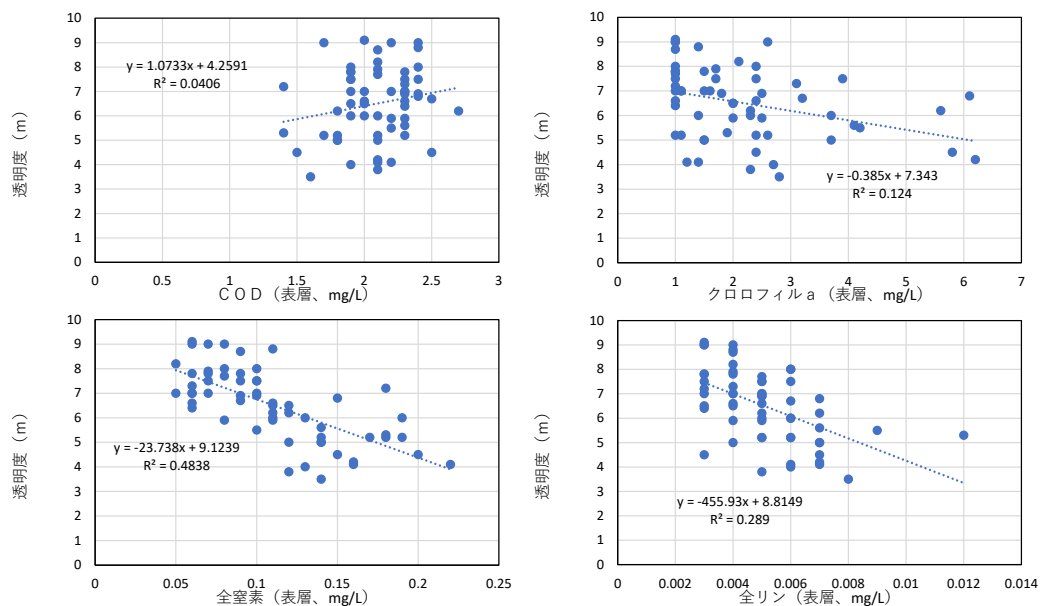 10
9
8
7
6
5
4
3
2
1
0
透明度（m）
y = 1.0733x + 4.2591
R² = 0.0406
0 0.5 1 1.5 2 2.5 3
ＣＯＤ（表層、mg/L）
10
9
8
7
6
5
4
3
2
1
0
透明度（m）
y = -0.385x + 7.343
R² = 0.124
0 1 2 3 4 5 6 7
クロロフィルａ（表層、mg/L）
10
9
8
7
6
5
4
3
2
1
0
透明度（m）
y = -23.738x + 9.1239
R² = 0.4838
0 0.05 0.1 0.15 0.2 0.25
全窒素（表層、mg/L）
10
9
8
7
6
5
4
3
2
1
0
透明度（m）
y = -455.93x + 8.8149
R² = 0.289
0 0.002 0.004 0.006 0.008 0.01 0.012 0.014
全リン（表層、mg/L）